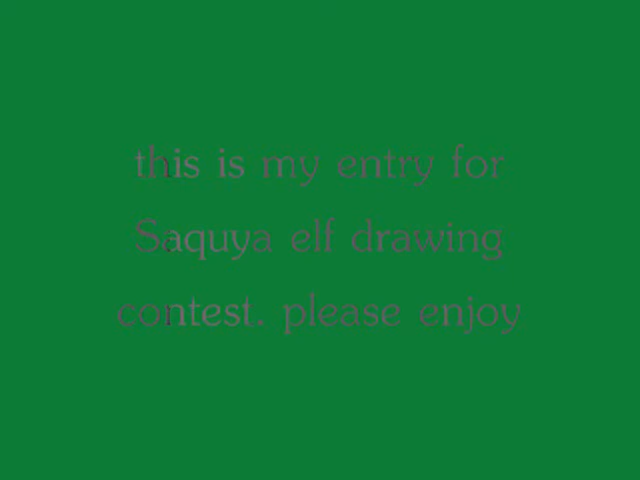 this is my entry for
Saquya elf drawing
contest. please enjoy